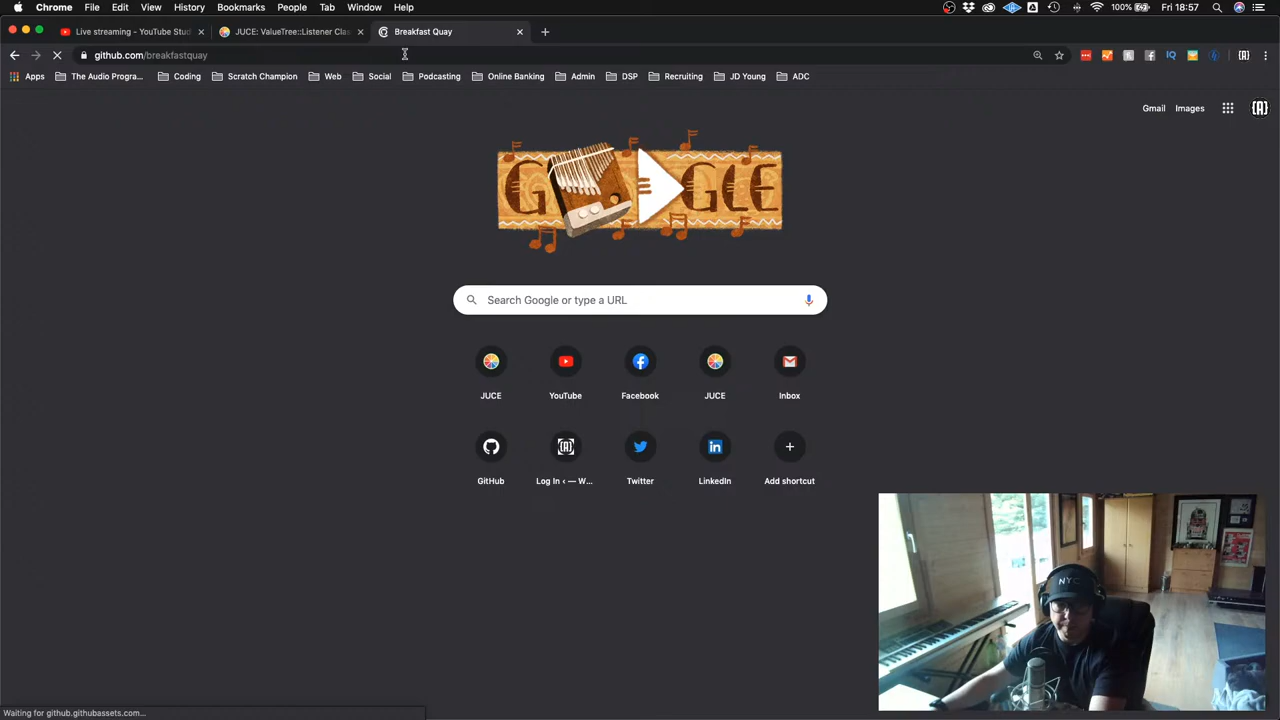 Chrome File Edit View History Bookmarks People Tab Window Help 100% Fri 18:57
Live streaming - YouTube Stud JUCE: ValueTree::Listener Clas Breakfast Quay
github.com/breakfastquay
Apps The Audio Progra... Coding Scratch Champion Web Social Podcasting Online Banking Admin DSP Recruiting JD Young ADC
Gmail Images
G GLE
Search Google or type a URL
JUCE YouTube Facebook JUCE Inbox
GitHub Log In ‹ — W... Twitter LinkedIn Add shortcut
NYC
Waiting for github.githubassets.com...